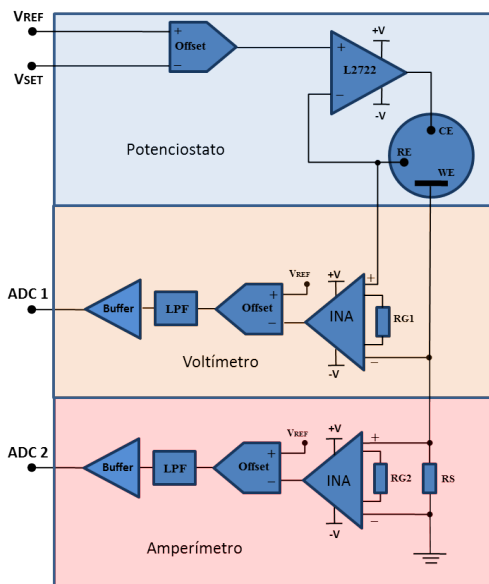 VREF
VSET
+
−
Offset
+
−
L2722
+V
-V
CE
RE
WE
Potenciostato
ADC 1
Buffer
LPF
Offset
+
−
VREF
+V
-V
INA
+
−
RG1
Voltímetro
ADC 2
Buffer
LPF
Offset
+
−
VREF
+V
-V
INA
+
−
RG2
RS
Amperímetro